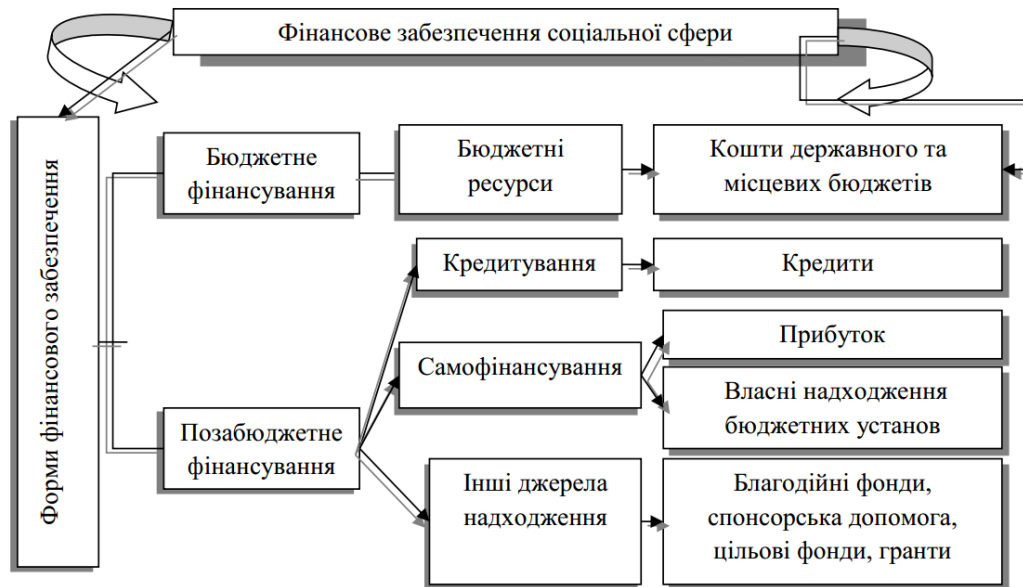 Фінансове забезпечення соціальної сфери
Форми фінансового забезпечення
Бюджетне
фінансування
Бюджетні
ресурси
Кошти державного та
місцевих бюджетів
Кредитування
Кредити
Самофінансування
Прибуток
Власні надходження
бюджетних установ
Позабюджетне
фінансування
Інші джерела
надходження
Благодійні фонди,
спонсорська допомога,
цільові фонди, гранти